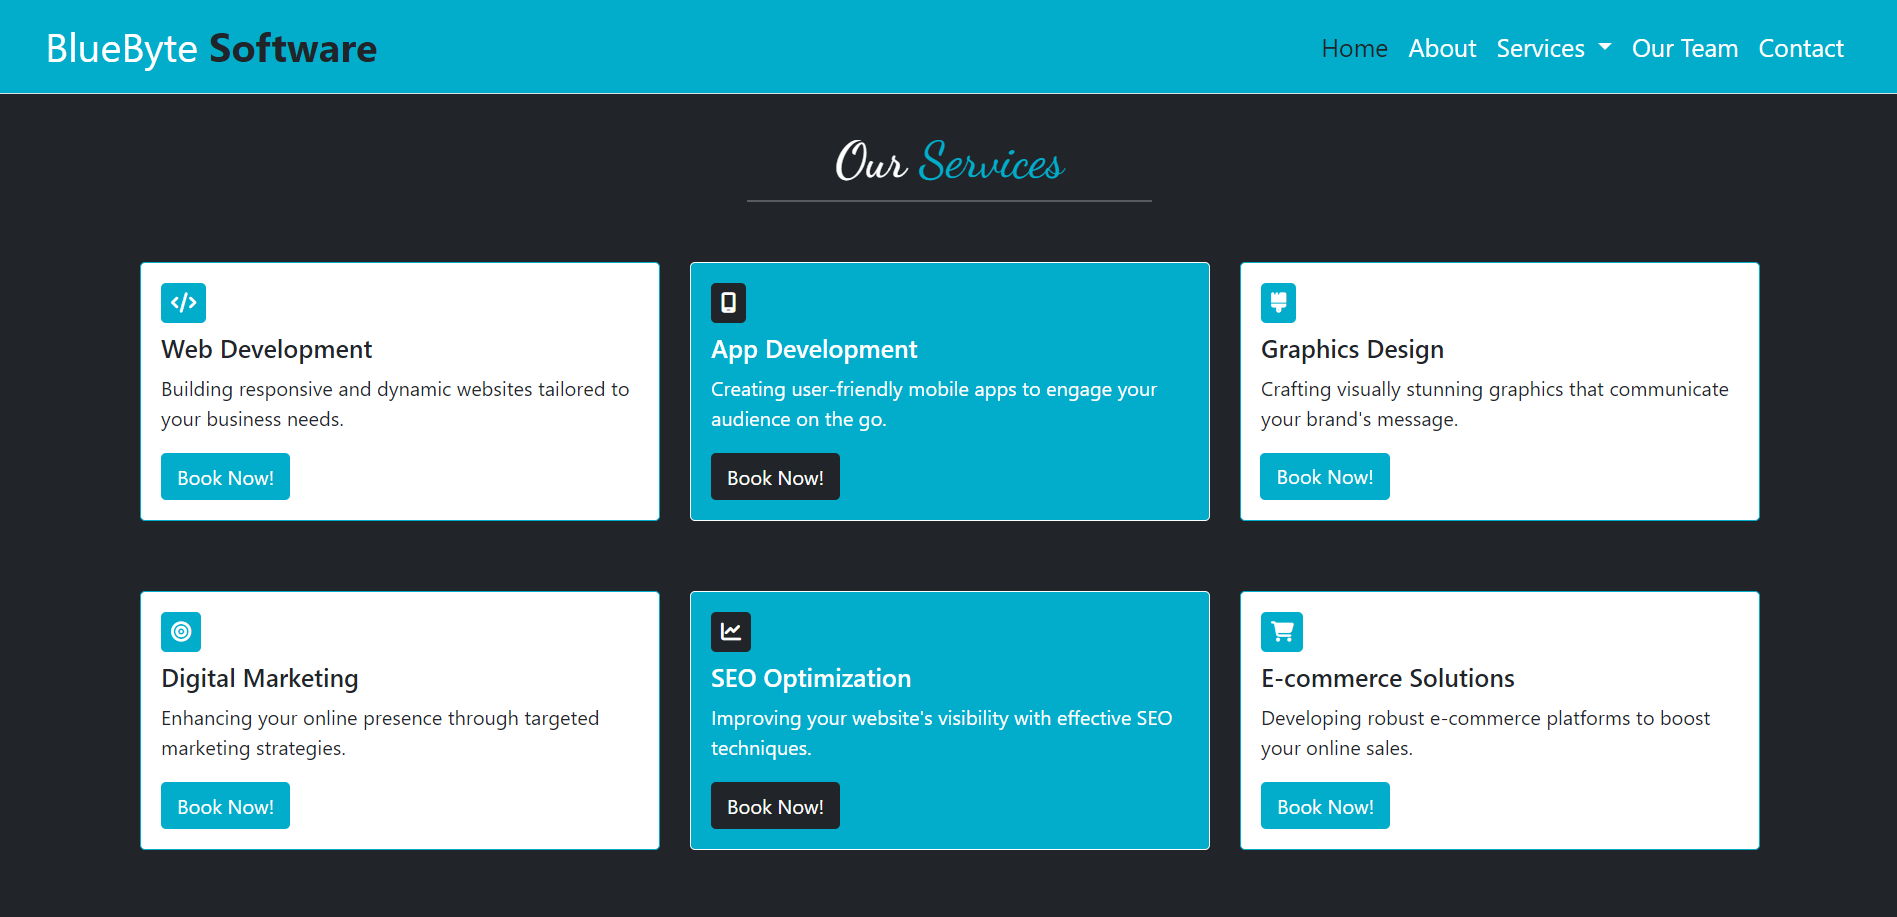 BlueByte Software
Home About Services Our Team Contact
Our Services
Web Development
Building responsive and dynamic websites tailored to
your business needs.
Book Now!
App Development
Creating user-friendly mobile apps to engage your
audience on the go.
Book Now!
Graphics Design
Crafting visually stunning graphics that communicate
your brand's message.
Book Now!
Digital Marketing
Enhancing your online presence through targeted
marketing strategies.
Book Now!
SEO Optimization
Improving your website's visibility with effective SEO
techniques.
Book Now!
E-commerce Solutions
Developing robust e-commerce platforms to boost
your online sales.
Book Now!